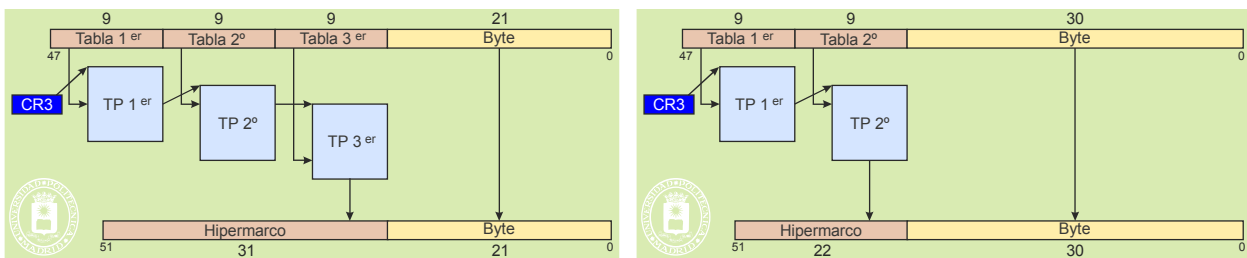 9 9 9 21
Tabla 1 er Tabla 2º Tabla 3 er Byte
47 0
CR3 TP 1 er
TP 2º
TP 3 er
Hipermarco Byte
51 0
31 21
9 9 30
Tabla 1 er Tabla 2º Byte
47 0
CR3 TP 1 er
TP 2º
Hipermarco Byte
51 0
22 30